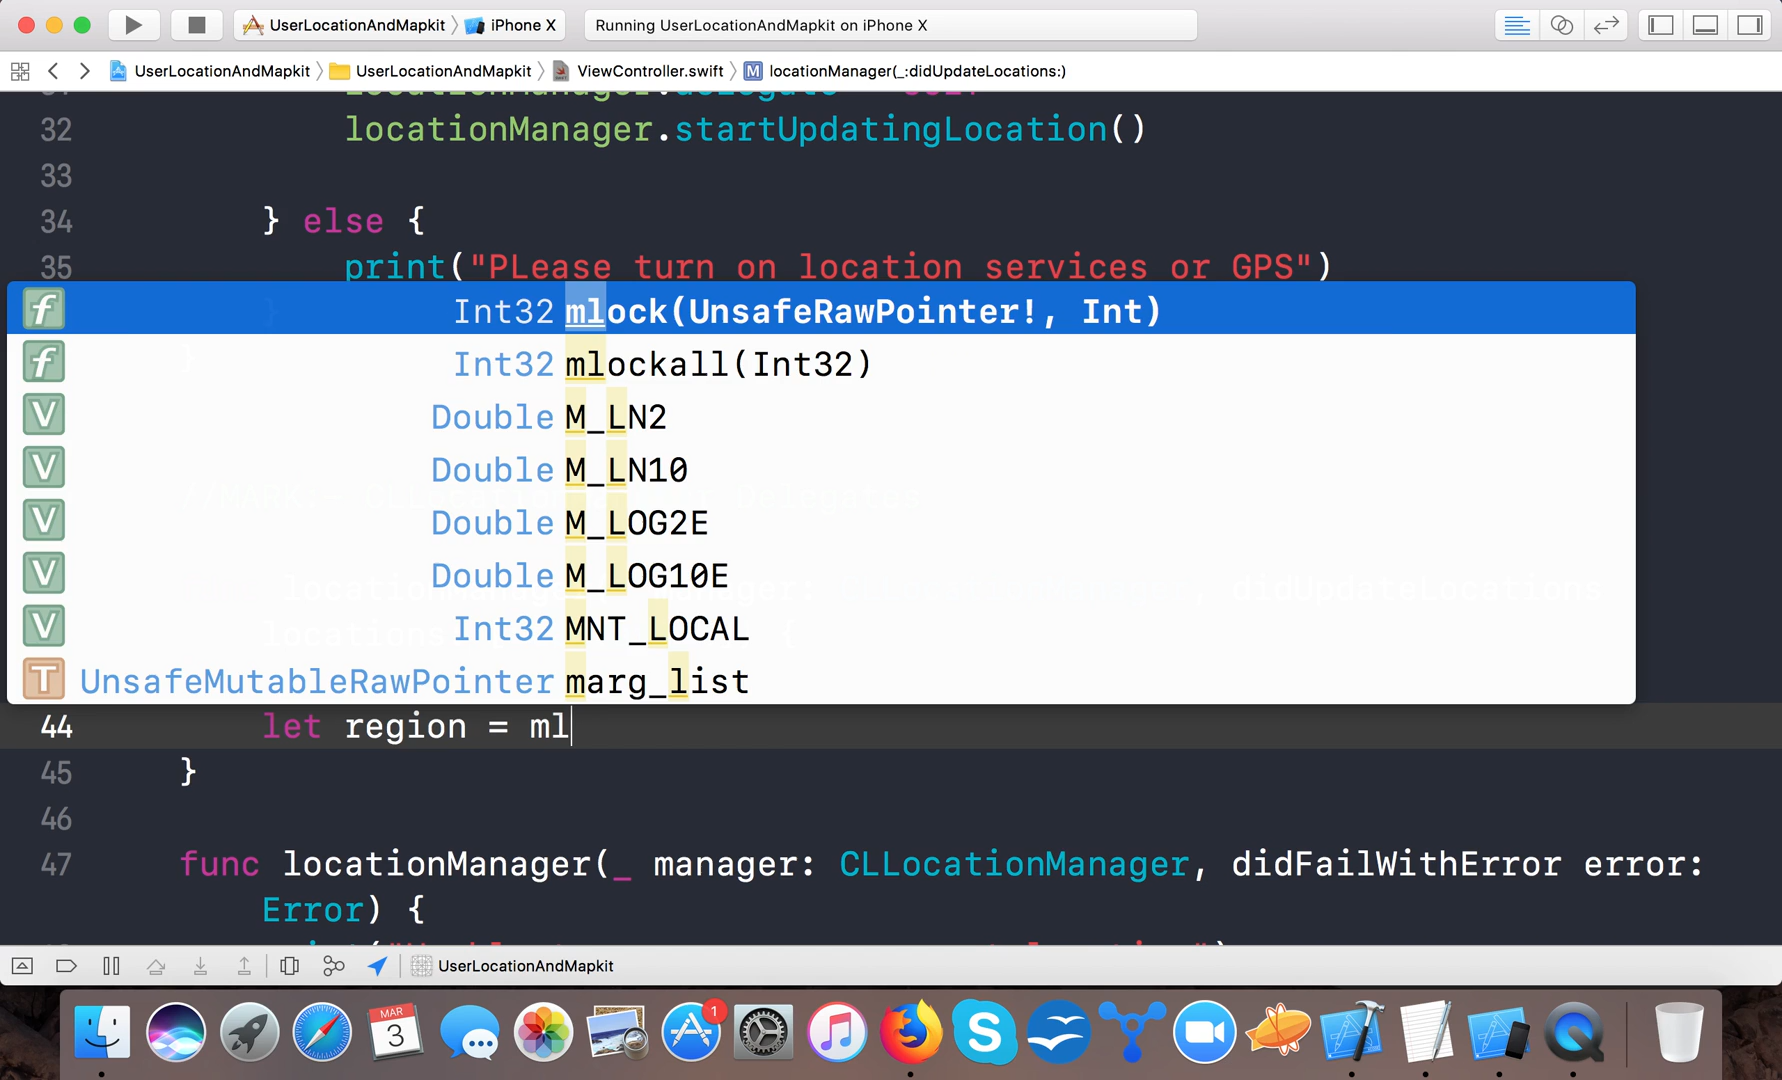 UserLocationAndMapkit iPhone X Running UserLocationAndMapkit on iPhone X
UserLocationAndMapkit UserLocationAndMapkit ViewController.swift M locationManager(_:didUpdateLocations:)
locationManager.delegate = self
32 locationManager.startUpdatingLocation()
33
34 } else {
35 print("PLease turn on location services or GPS")
f Int32 mlock(UnsafeRawPointer!, Int)
f Int32 mlockall(Int32)
V Double M_LN2
V Double M_LN10
V Double M_LOG2E
V Double M_LOG10E
V Int32 MNT_LOCAL
T UnsafeMutableRawPointer marg_list
44 let region = ml
45 }
46
47 func locationManager(_ manager: CLLocationManager, didFailWithError error:
Error) {
UserLocationAndMapkit
MAR
3
1